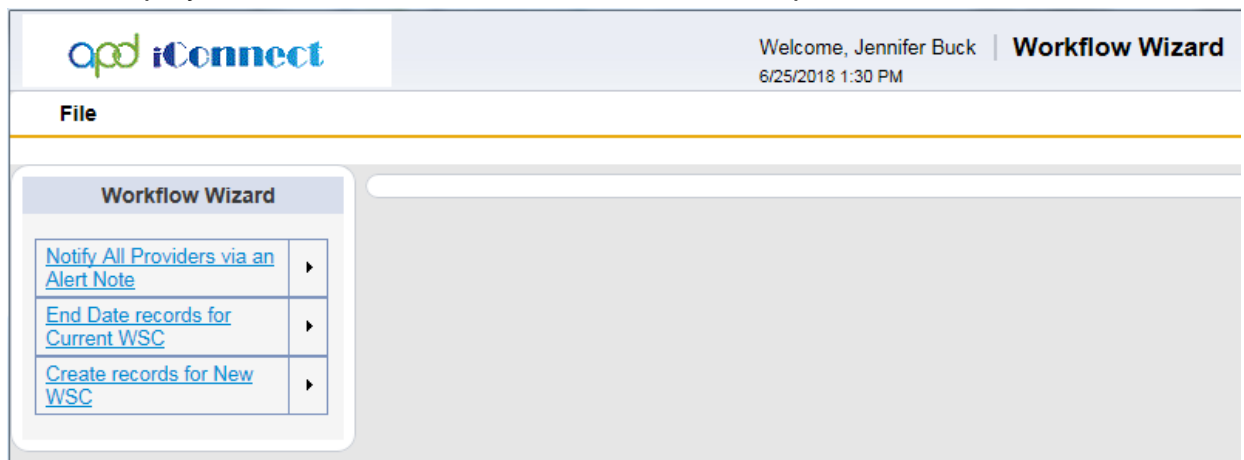 apd iConnect
Welcome, Jennifer Buck | Workflow Wizard
6/25/2018 1:30 PM
File
Workflow Wizard
Notify All Providers via an
Alert Note
End Date records for
Current WSC
Create records for New
WSC